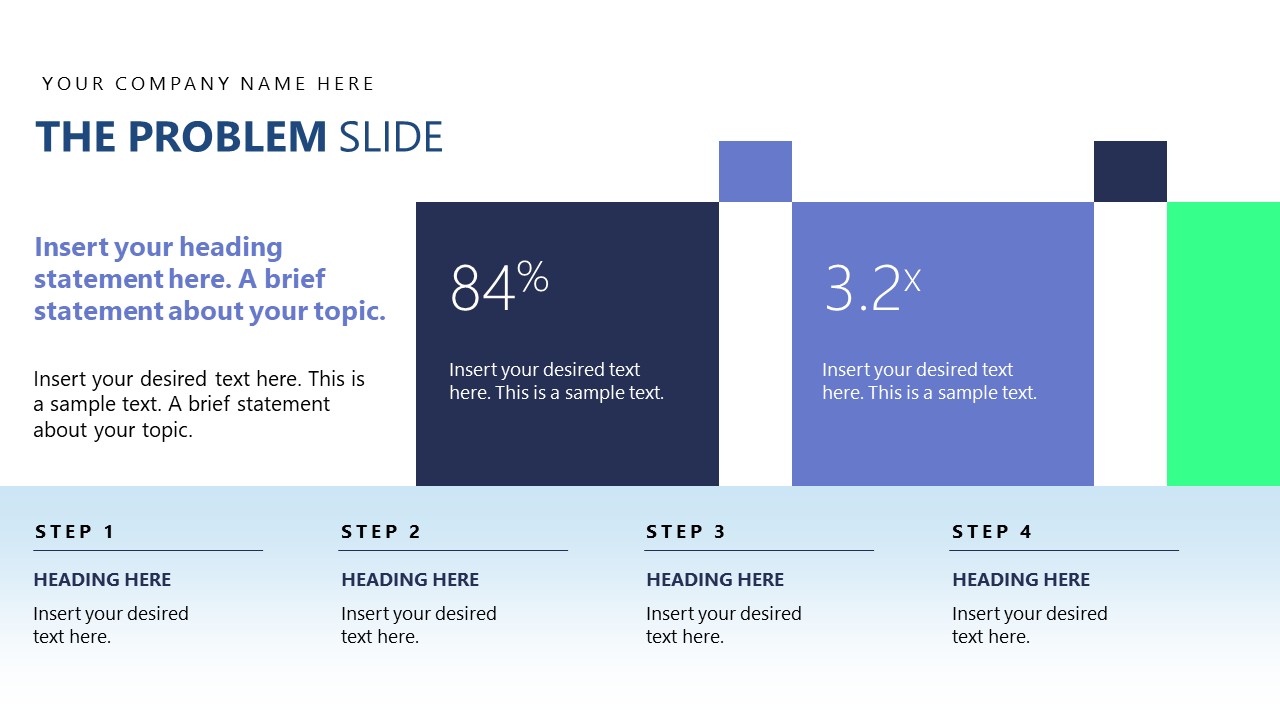 YOUR COMPANY NAME HERE
THE PROBLEM SLIDE
Insert your heading
statement here. A brief
statement about your topic.
Insert your desired text here. This is
a sample text. A brief statement
about your topic.
84%
Insert your desired text
here. This is a sample text.
3.2x
Insert your desired text
here. This is a sample text.
STEP 1
HEADING HERE
Insert your desired
text here.
STEP 2
HEADING HERE
Insert your desired
text here.
STEP 3
HEADING HERE
Insert your desired
text here.
STEP 4
HEADING HERE
Insert your desired
text here.